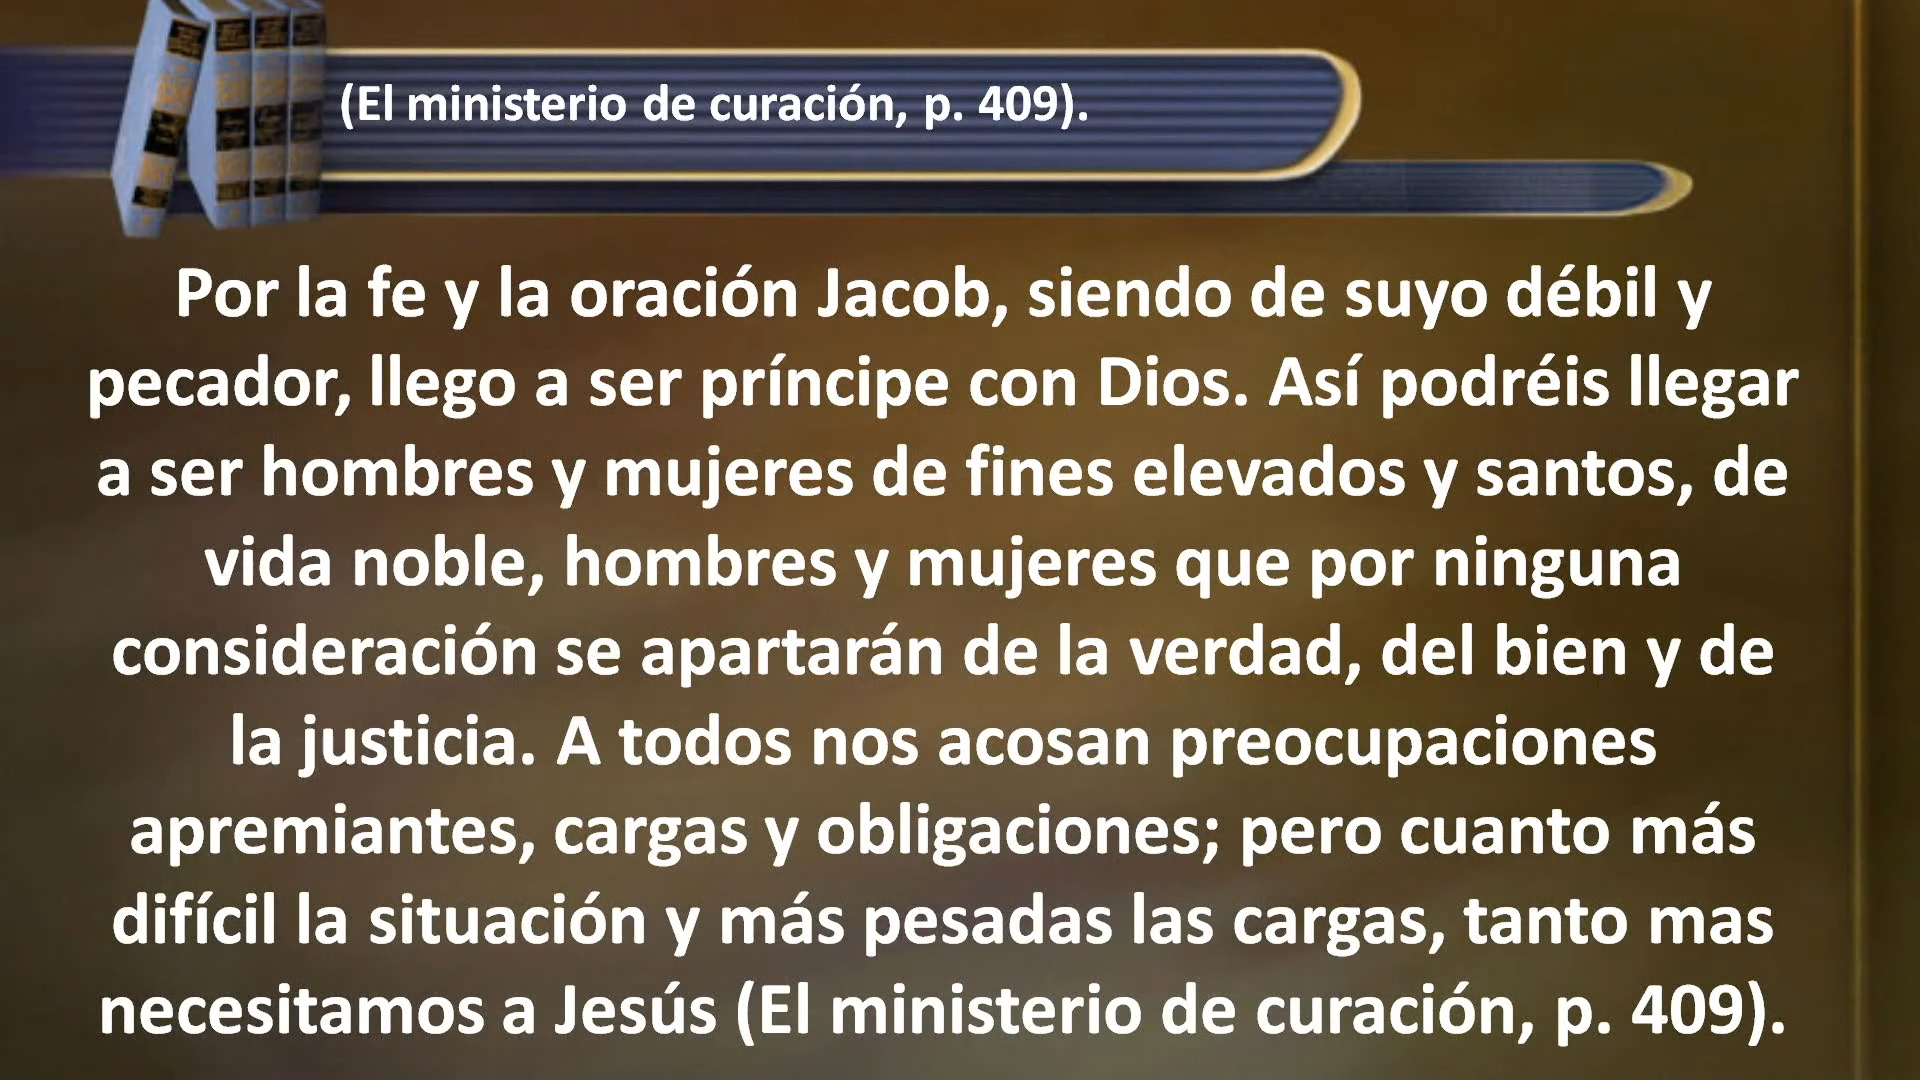 (El ministerio de curación, p. 409).
Por la fe y la oración Jacob, siendo de suyo débil y
pecador, llego a ser príncipe con Dios. Así podréis llegar
a ser hombres y mujeres de fines elevados y santos, de
vida noble, hombres y mujeres que por ninguna
consideración se apartarán de la verdad, del bien y de
la justicia. A todos nos acosan preocupaciones
apremiantes, cargas y obligaciones; pero cuanto más
difícil la situación y más pesadas las cargas, tanto mas
necesitamos a Jesús (El ministerio de curación, p. 409).